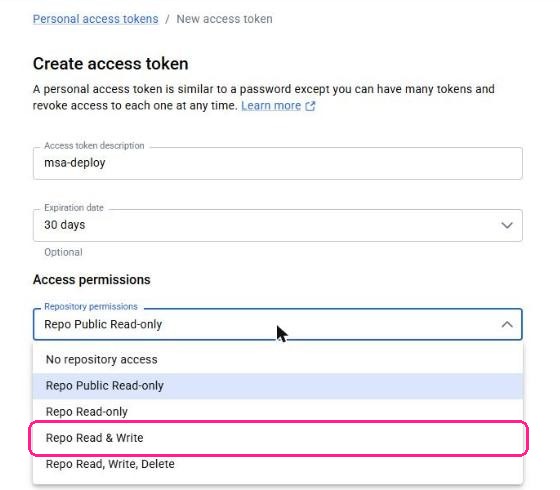 Personal access tokens / New access token
Create access token
A personal access token is similar to a password except you can have many tokens and
revoke access to each one at any time. Learn more
Access token description
msa-deploy
Expiration date
30 days
Optional
Access permissions
Repository permissions
Repo Public Read-only
No repository access
Repo Public Read-only
Repo Read-only
Repo Read & Write
Repo Read, Write, Delete